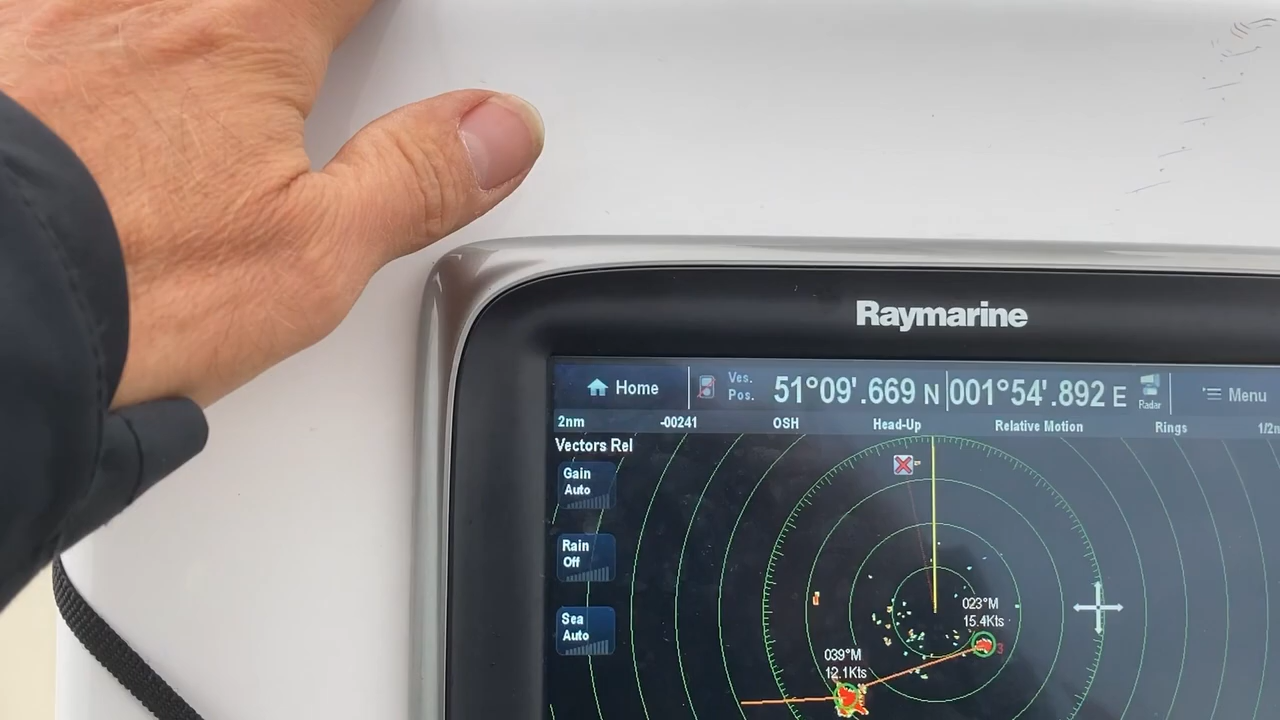 Raymarine
Home
Ves. Pos.
51°09'.669 N
001°54'.892 E
Radar
Menu
2nm
-00241
OSH
Head-Up
Relative Motion
Rings
1/2n
Vectors Rel
Gain
Auto
Rain
Off
Sea
Auto
023°M
15.4Kts
3
039°M
12.1Kts